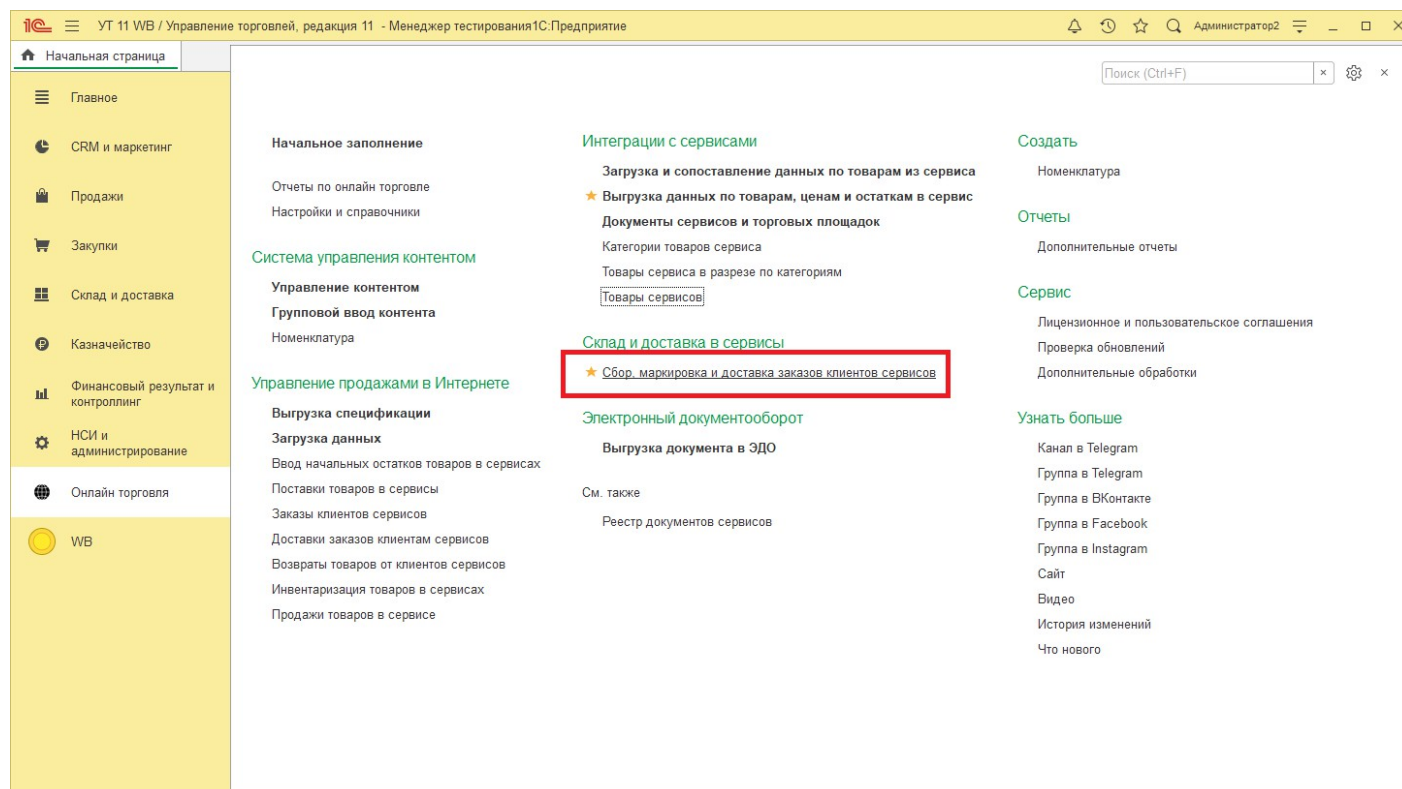 1С УТ 11 WB / Управление торговлей, редакция 11 - Менеджер тестирования1С:Предприятие
Администратор2
Начальная страница
Поиск (Ctrl+F)
Главное
CRM и маркетинг
Продажи
Закупки
Склад и доставка
Казначейство
Финансовый результат и
контроллинг
НСИ и
администрирование
Онлайн торговля
WB
Начальное заполнение
Отчеты по онлайн торговле
Настройки и справочники
Система управления контентом
Управление контентом
Групповой ввод контента
Номенклатура
Управление продажами в Интернете
Выгрузка спецификации
Загрузка данных
Ввод начальных остатков товаров в сервисах
Поставки товаров в сервисы
Заказы клиентов сервисов
Доставки заказов клиентам сервисов
Возвраты товаров от клиентов сервисов
Инвентаризация товаров в сервисах
Продажи товаров в сервисе
Интеграции с сервисами
Загрузка и сопоставление данных по товарам из сервиса
Выгрузка данных по товарам, ценам и остаткам в сервис
Документы сервисов и торговых площадок
Категории товаров сервиса
Товары сервиса в разрезе по категориям
Товары сервисов
Склад и доставка в сервисы
Сбор, маркировка и доставка заказов клиентов сервисов
Электронный документооборот
Выгрузка документа в ЭДО
См. также
Реестр документов сервисов
Создать
Номенклатура
Отчеты
Дополнительные отчеты
Сервис
Лицензионное и пользовательское соглашения
Проверка обновлений
Дополнительные обработки
Узнать больше
Канал в Telegram
Группа в Telegram
Группа в ВКонтакте
Группа в Facebook
Группа в Instagram
Сайт
Видео
История изменений
Что нового